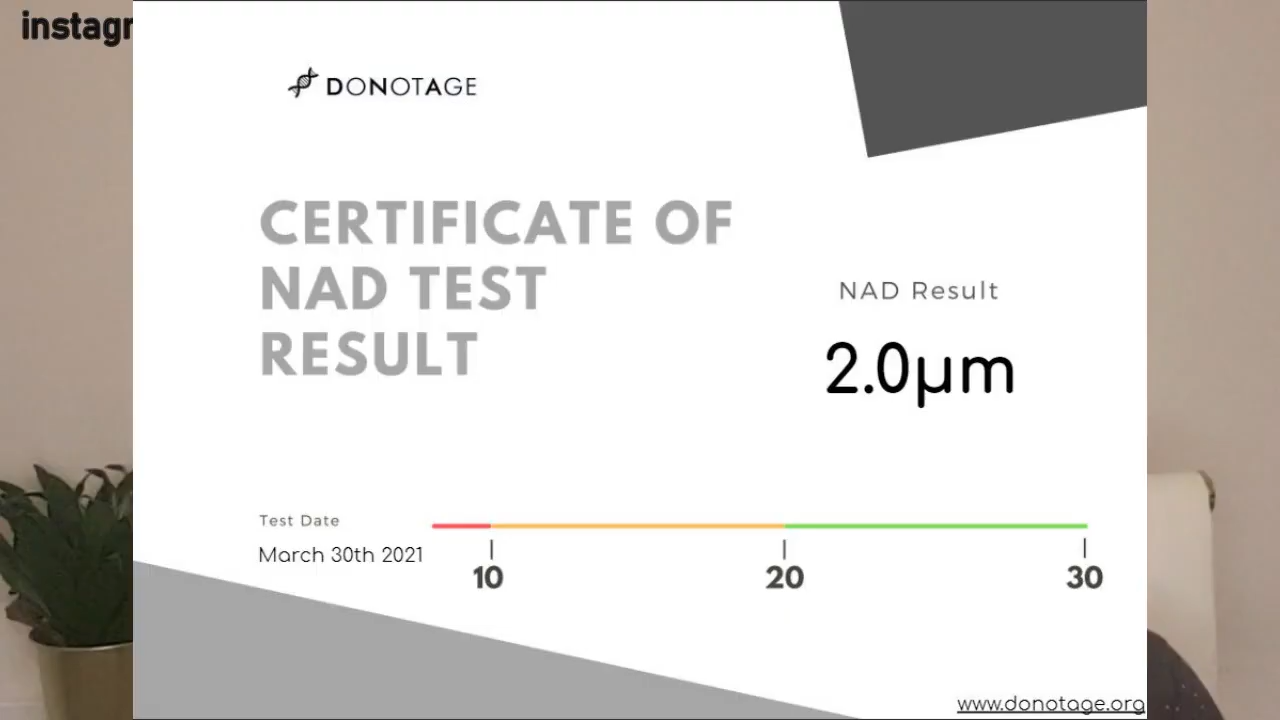 instagr
DONOTAGE
CERTIFICATE OF
NAD TEST
RESULT
NAD Result
2.0µm
Test Date
March 30th 2021
10
20
30
www.donotage.org